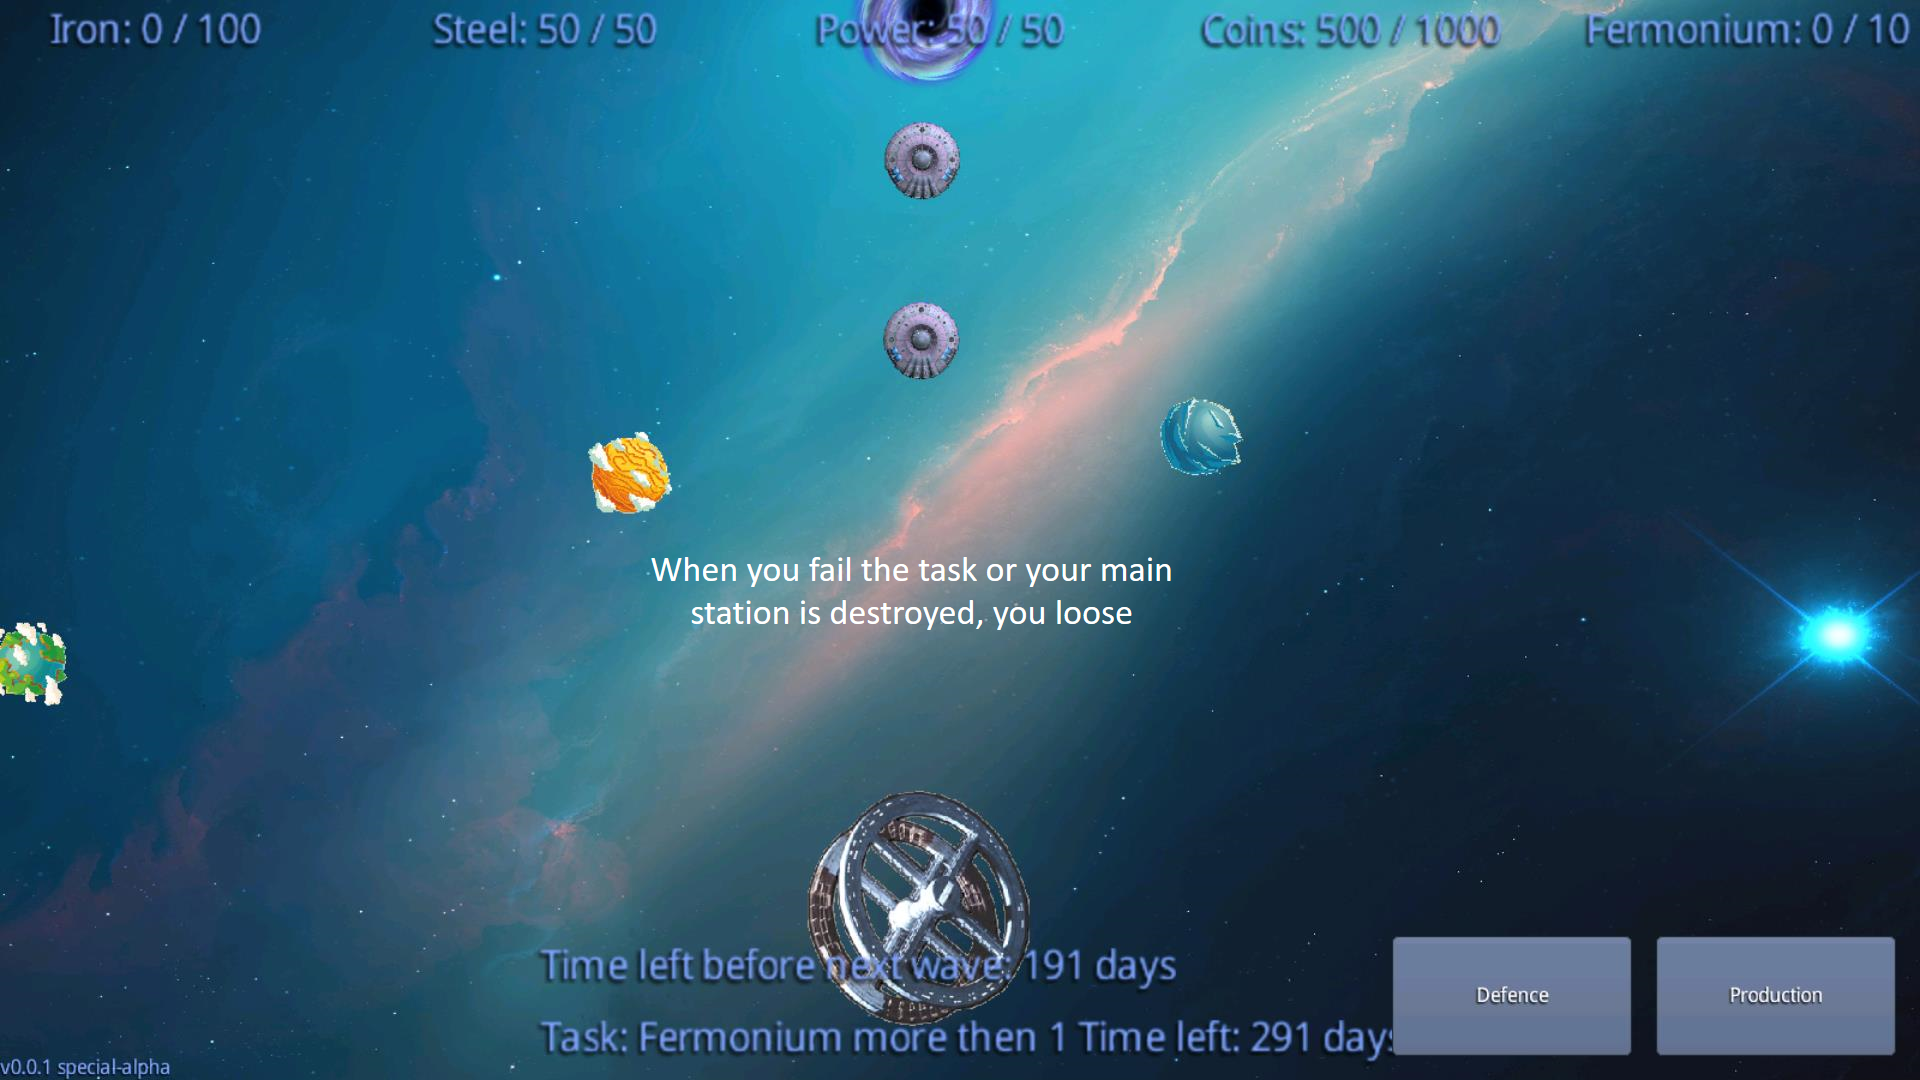 Iron: 0 / 100 Steel: 50 / 50 Power: 50 / 50 Coins: 500 / 1000 Fermonium: 0 / 10
When you fail the task or your main
station is destroyed, you loose
Time left before next wave: 191 days
Task: Fermonium more then 1 Time left: 291 days
Defence Production
v0.0.1 special-alpha